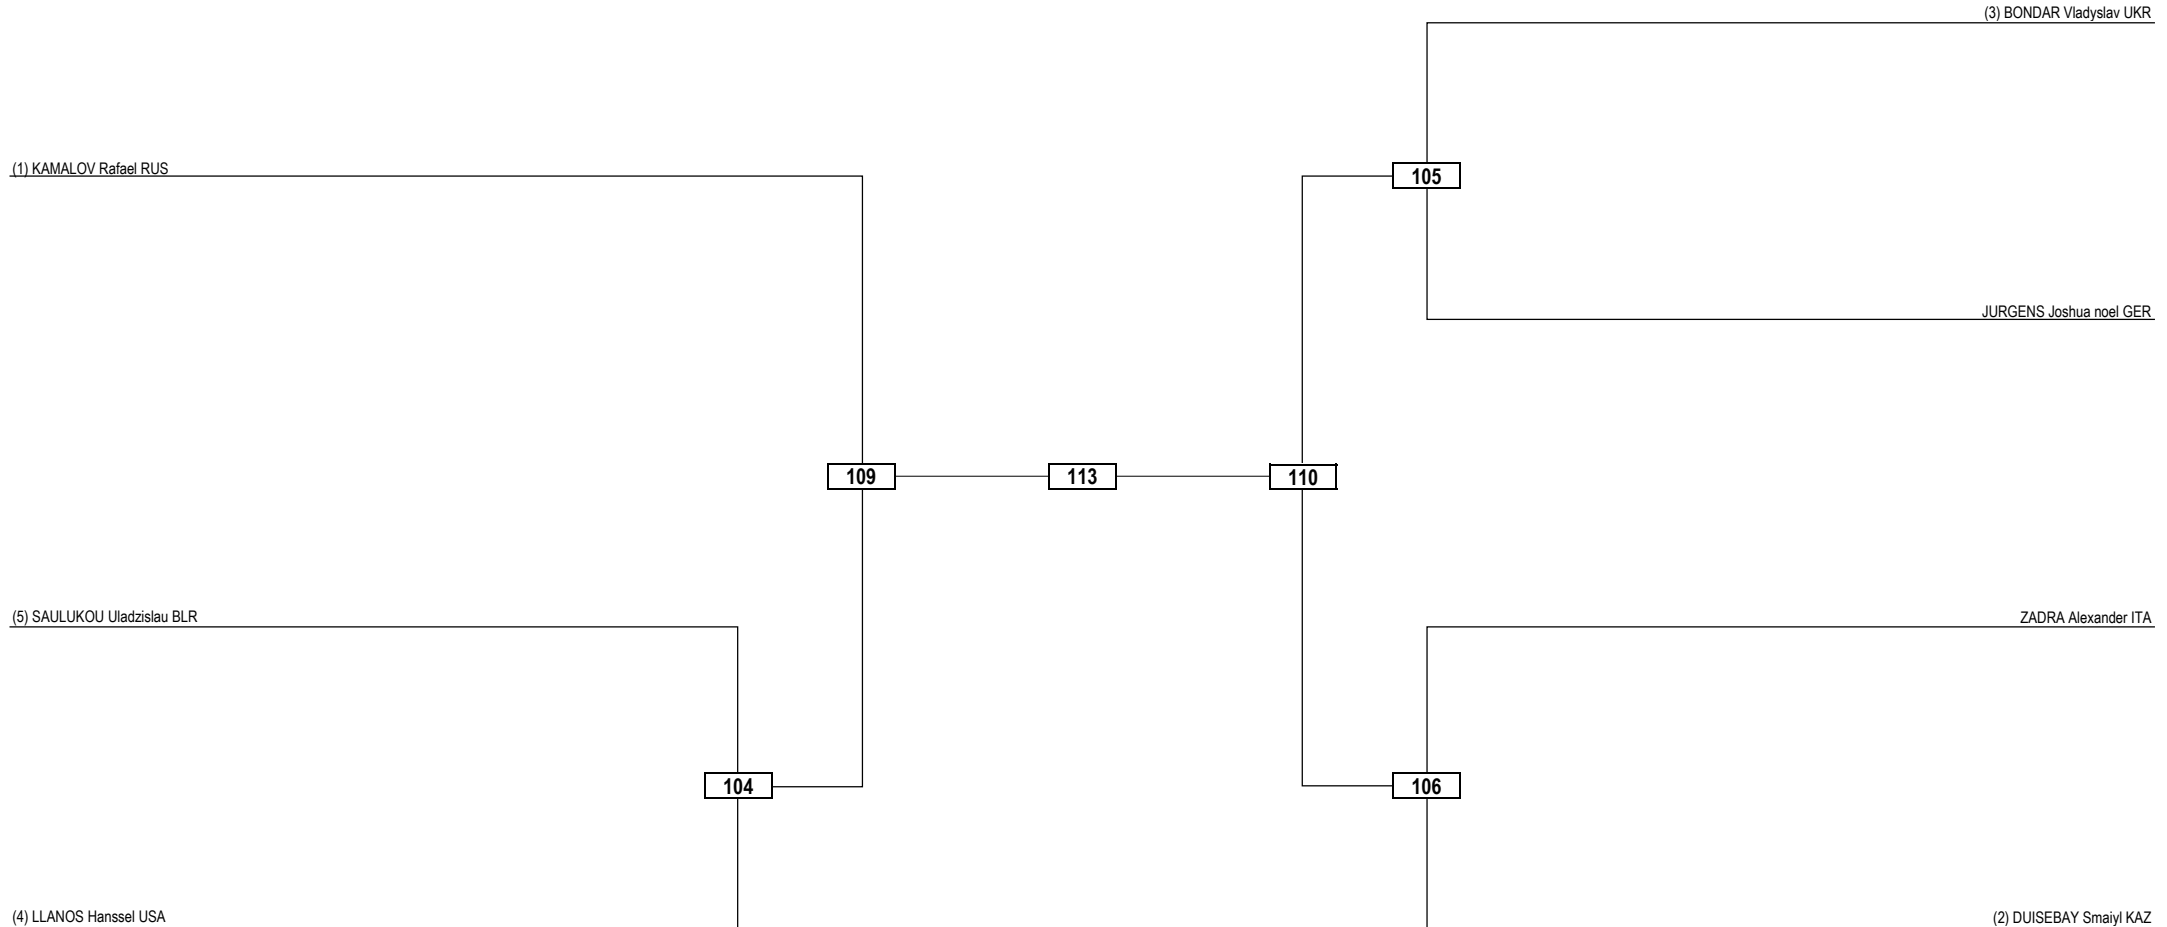 (3) BONDAR Vladyslav UKR
(1) KAMALOV Rafael RUS
105
JURGENS Joshua noel GER
109
113
110
(5) SAULUKOU Uladzislau BLR
ZADRA Alexander ITA
104
106
(4) LLANOS Hanssel USA
(2) DUISEBAY Smaiyl KAZ